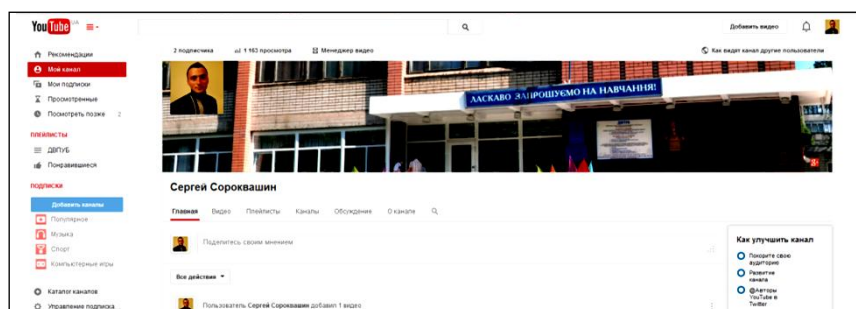 You Tube UA
Добавить видео
Рекомендации
Мой канал
Мои подписки
Просмотренные
Посмотреть позже 2
ПЛЕЙЛИСТЫ
ДВПУБ
Понравившиеся
ПОДПИСКИ
Добавить каналы
Популярное
Музыка
Спорт
Компьютерные игры
Каталог каналов
Управление подписка
2 подписчика 1 163 просмотра Менеджер видео Как видят канал другие пользователи
ЛАСКАВО ЗАПРОШУЄМО НА НАВЧАННЯ!
Сергей Сороквашин
Главная Видео Плейлисты Каналы Обсуждение О канале
Поделитесь своим мнением
Все действия
Пользователь Сергей Сороквашин добавил 1 видео
Как улучшить канал
Покорите свою
аудиторию
Развитие
канала
@Авторы
YouTube в
Twitter